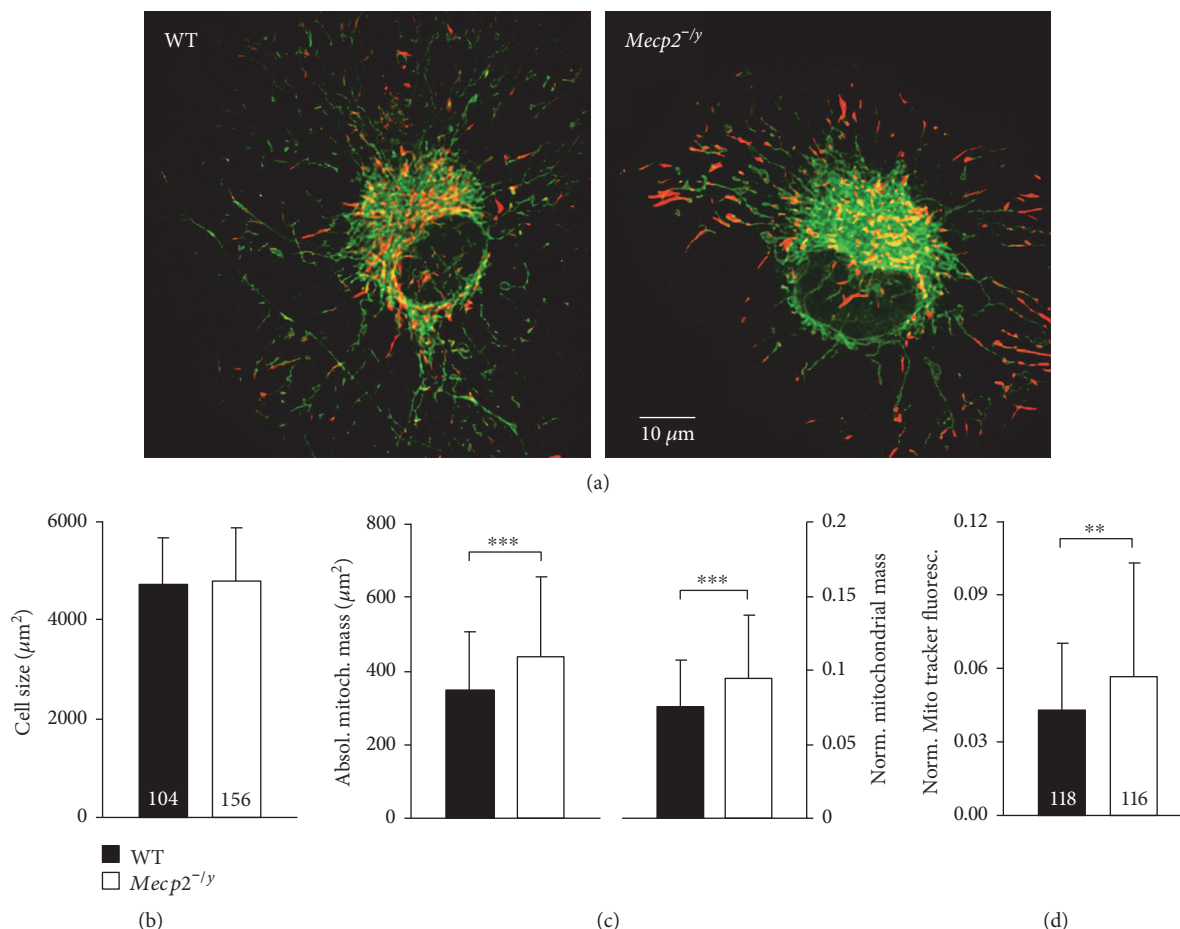 WT
Mecp2⁻/ʸ
10 μm
(a)
6000
4000
2000
0
Cell size (μm²)
104
156
WT
Mecp2⁻/ʸ
(b)
800
600
400
200
0
Absol. mitoch. mass (μm²)
***
***
0.2
0.15
0.1
0.05
0
Norm. mitochondrial mass
(c)
0.12
0.09
0.06
0.03
0.00
Norm. Mito tracker fluoresc.
**
118
116
(d)